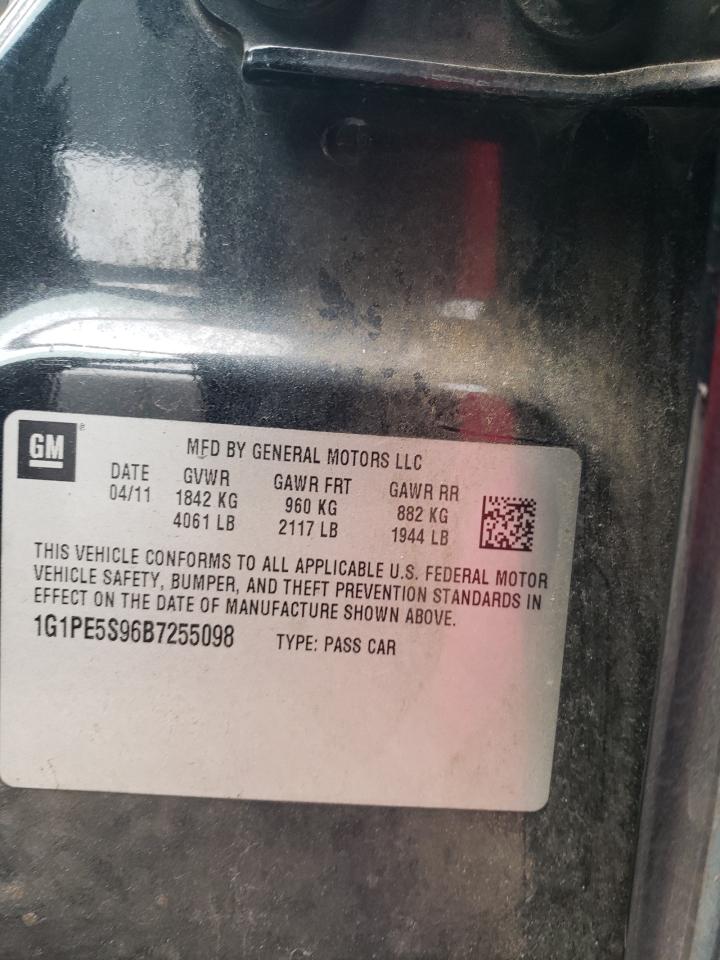 GM
MFD BY GENERAL MOTORS LLC
DATE GVWR GAWR FRT GAWR RR
04/11 1842 KG 960 KG 882 KG
4061 LB 2117 LB 1944 LB
THIS VEHICLE CONFORMS TO ALL APPLICABLE U.S. FEDERAL MOTOR
VEHICLE SAFETY, BUMPER, AND THEFT PREVENTION STANDARDS IN
EFFECT ON THE DATE OF MANUFACTURE SHOWN ABOVE.
1G1PE5S96B7255098 TYPE: PASS CAR